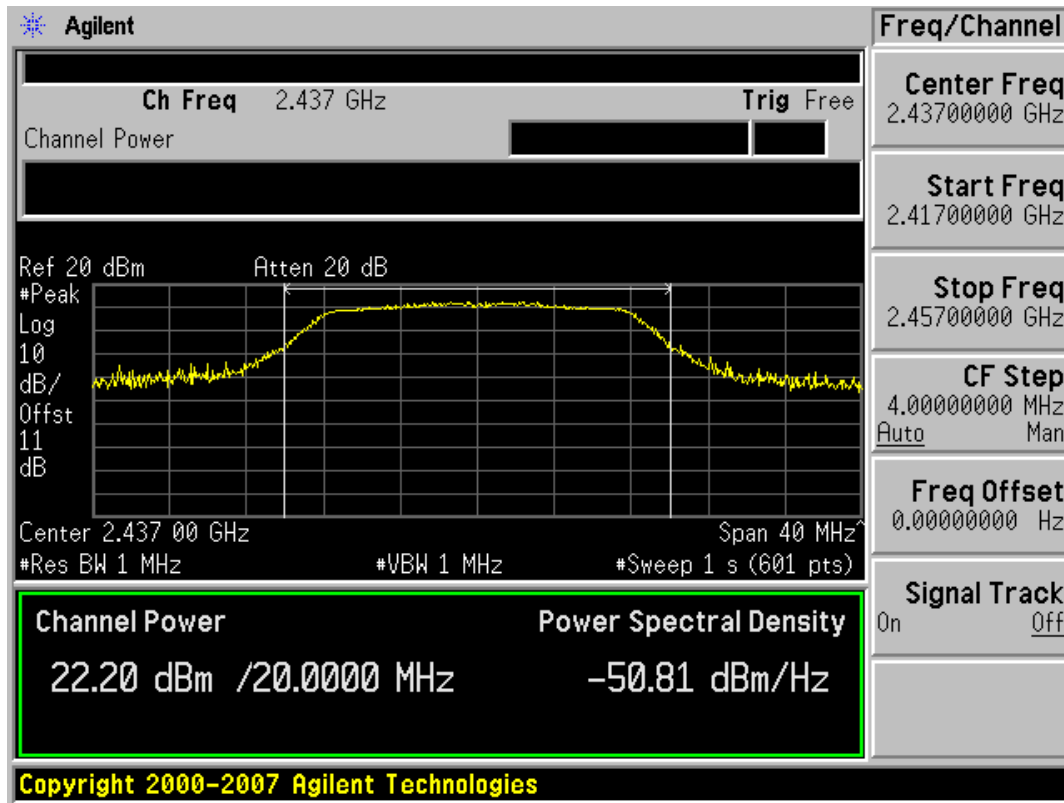 Agilent
Freq/Channel
Ch Freq 2.437 GHz Trig Free
Channel Power
Center Freq
2.43700000 GHz
Start Freq
2.41700000 GHz
Stop Freq
2.45700000 GHz
CF Step
4.00000000 MHz
Auto Man
Freq Offset
0.00000000 Hz
Signal Track
On Off
Ref 20 dBm Atten 20 dB
#Peak
Log
10
dB/
Offst
11
dB
Center 2.437 00 GHz Span 40 MHz^
#Res BW 1 MHz #VBW 1 MHz #Sweep 1 s (601 pts)
Channel Power Power Spectral Density
22.20 dBm /20.0000 MHz -50.81 dBm/Hz
Copyright 2000-2007 Agilent Technologies